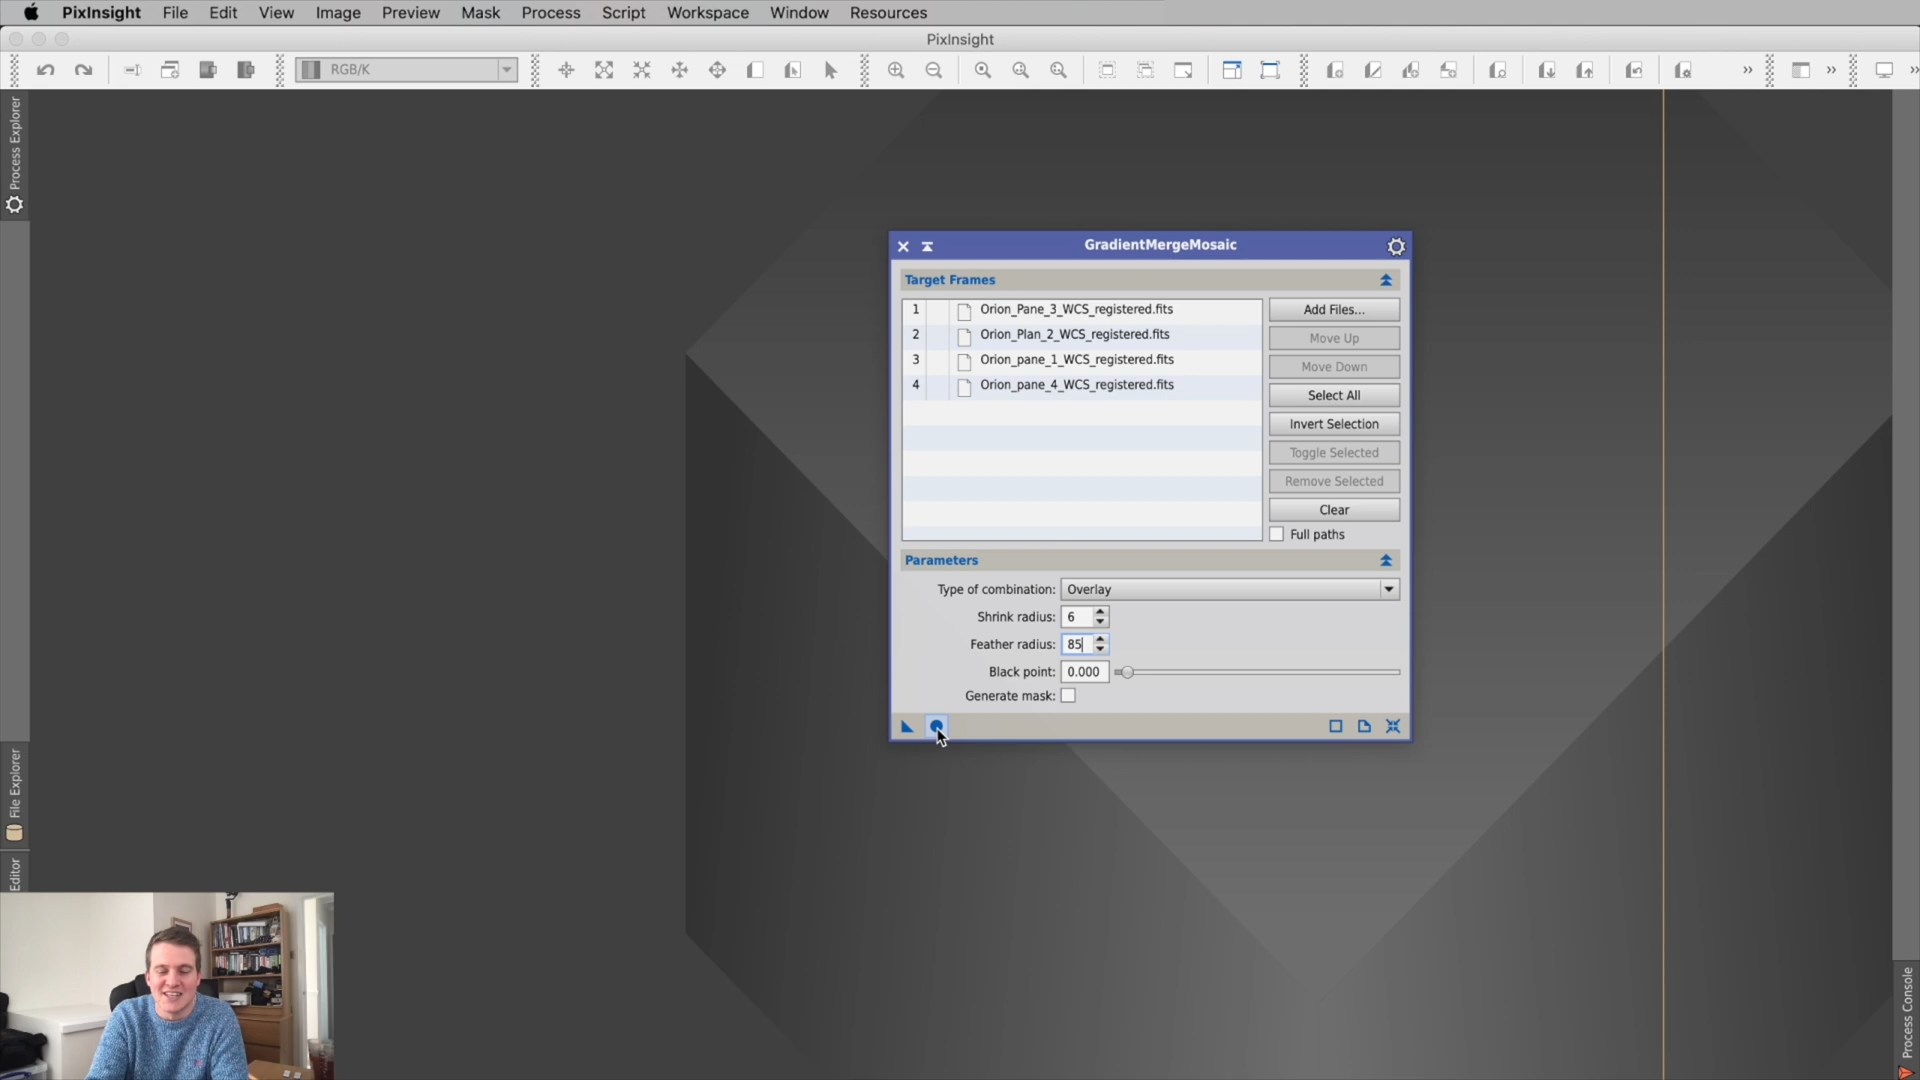 PixInsight File Edit View Image Preview Mask Process Script Workspace Window Resources
PixInsight
RGB/K
Process Explorer
GradientMergeMosaic
Target Frames
1 Orion_Pane_3_WCS_registered.fits
2 Orion_Plan_2_WCS_registered.fits
3 Orion_pane_1_WCS_registered.fits
4 Orion_pane_4_WCS_registered.fits
Add Files...
Move Up
Move Down
Select All
Invert Selection
Toggle Selected
Remove Selected
Clear
Full paths
Parameters
Type of combination: Overlay
Shrink radius: 6
Feather radius: 85
Black point: 0.000
Generate mask:
File Explorer
Editor
Process Console